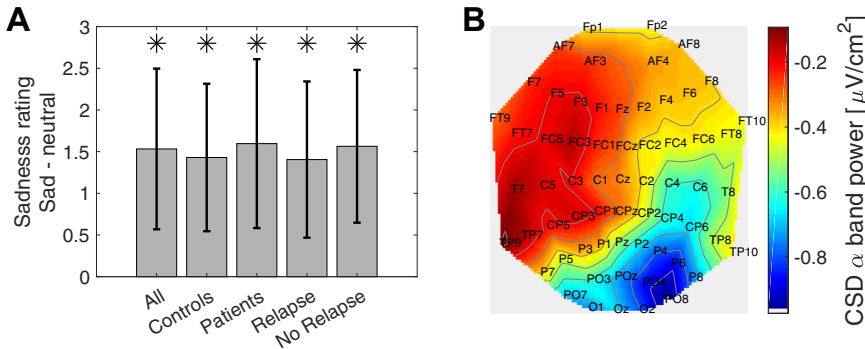 A
Sadnesss rating
Sad - neutral
3
2.5
2
1.5
1
0.5
0
All
Controls
Patients
Relapse
No Relapse
B
Fp1 Fp2
AF7 AF8
AF3 AF4
F7 F8
F5 F3 F1 Fz F2 F4 F6
FT9 FT10
FT7 FC5 FC3 FC1 FCz FC2 FC4 FC6 FT8
T7 C5 C3 C1 Cz C2 C4 C6 T8
TP9 TP7 CP5 CP3 CP1 CPz CP2 CP4 CP6 TP8 TP10
P7 P5 P3 P1 Pz P2 P4 P6 P8
PO7 PO3 POz PO8
O1 Oz O2
-0.2
-0.4
-0.6
-0.8
CSD α band power [ μV/cm²]